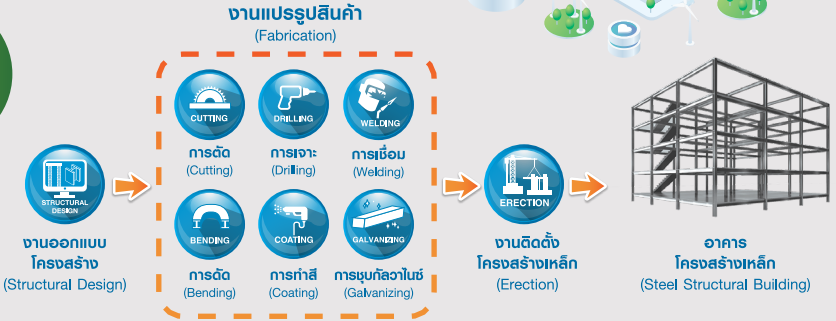 งานแปรรูปสินค้า
(Fabrication)
CUTTING
DRILLING
WELDING
การตัด
การเจาะ
การเชื่อม
(Cutting)
(Drilling)
(Welding)
STRUCTURAL
DESIGN
งานออกแบบ
โครงสร้าง
(Structural Design)
BENDING
COATING
GALVANIZING
การดัด
การทำสี
การชุบกัลวาไนซ์
(Bending)
(Coating)
(Galvanizing)
ERECTION
งานติดตั้ง
โครงสร้างเหล็ก
(Erection)
อาคาร
โครงสร้างเหล็ก
(Steel Structural Building)